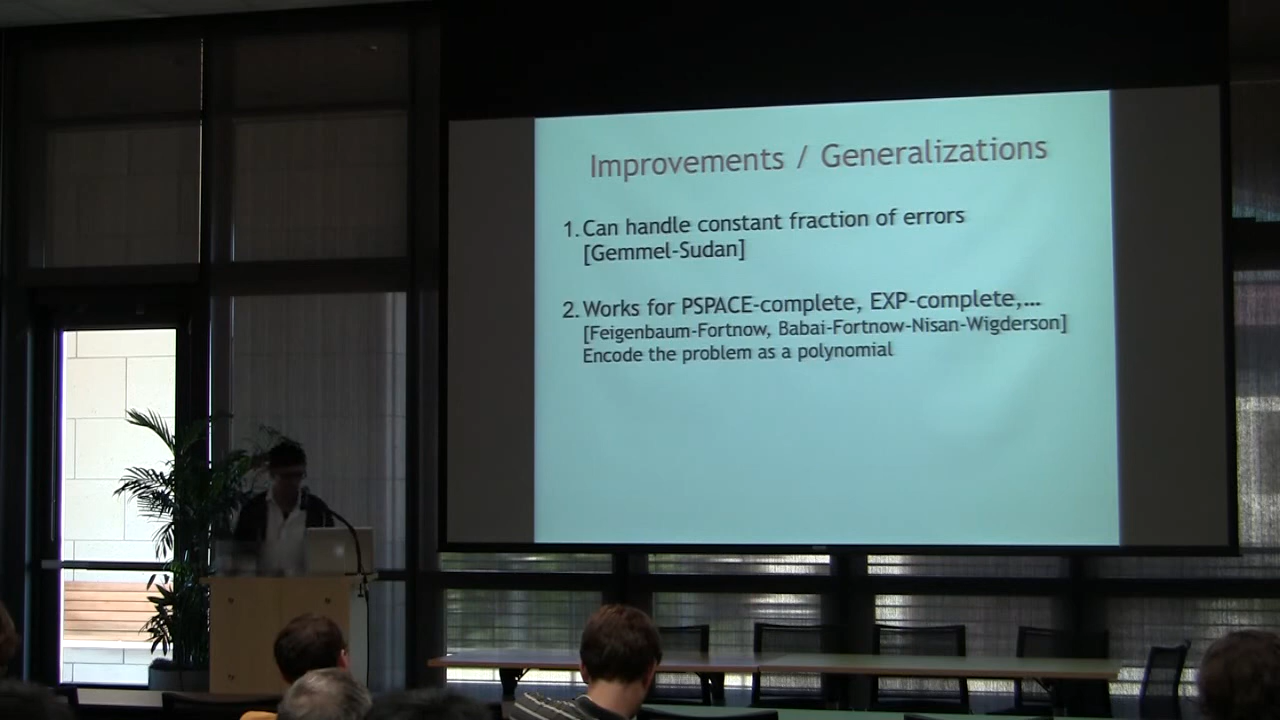 Improvements / Generalizations
1. Can handle constant fraction of errors
[Gemmel-Sudan]
2. Works for PSPACE-complete, EXP-complete,...
[Feigenbaum-Fortnow, Babai-Fortnow-Nisan-Wigderson]
Encode the problem as a polynomial